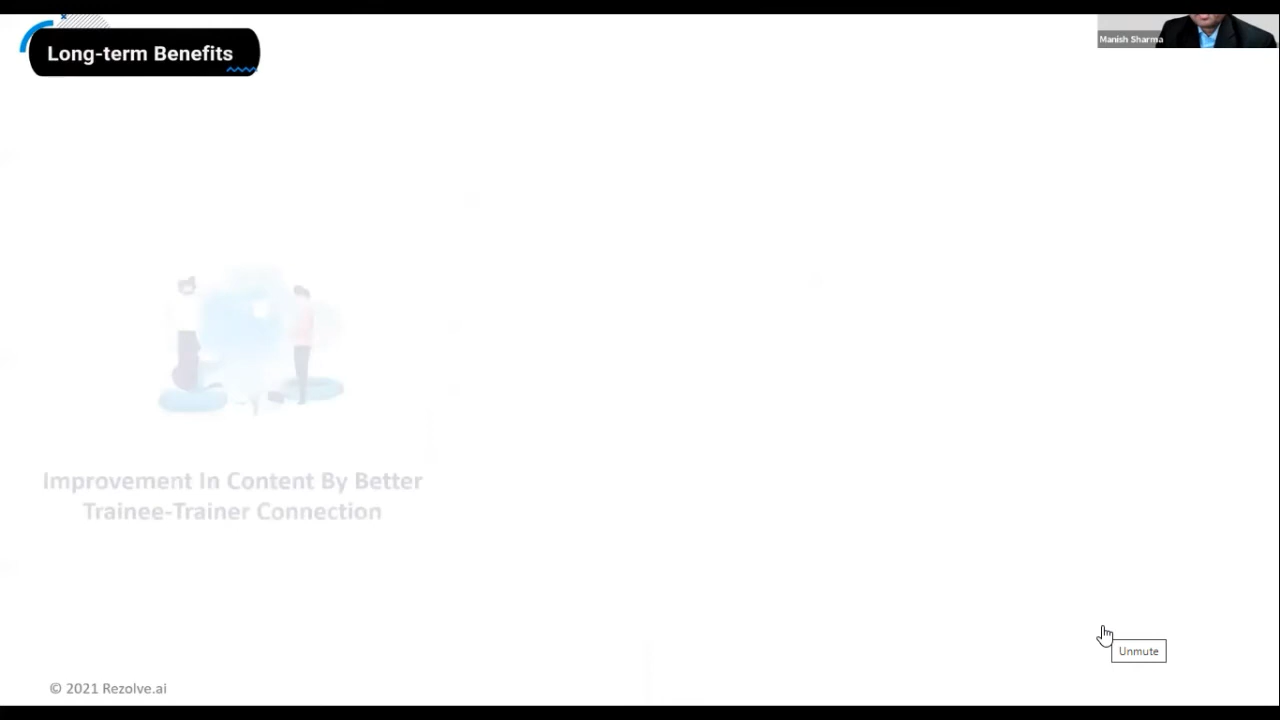 Long-term Benefits
Manish Sharma
Improvement In Content By Better
Trainee-Trainer Connection
Unmute
© 2021 Rezolve.ai